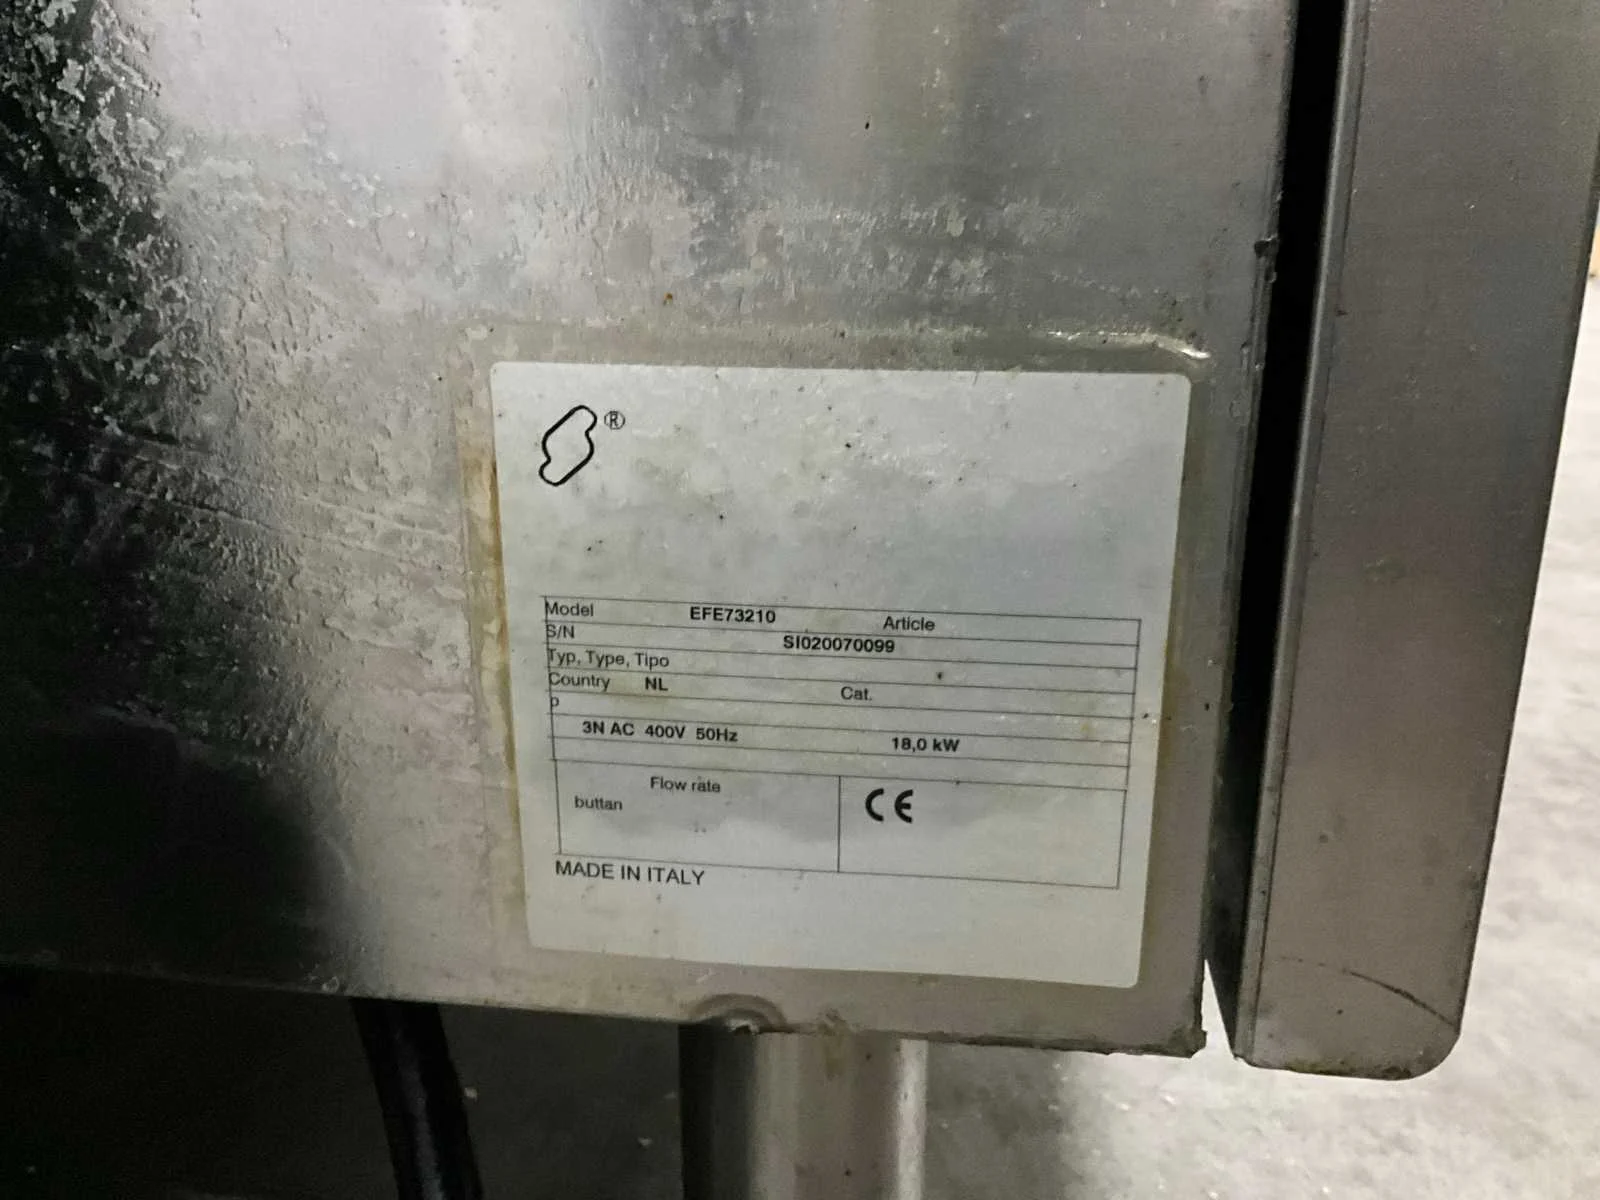 ®
Model EFE73210 Article
S/N SI020070099
Typ, Type, Tipo
Country NL Cat.
p
3N AC 400V 50Hz 18,0 kW
Flow rate
buttan
CE
MADE IN ITALY